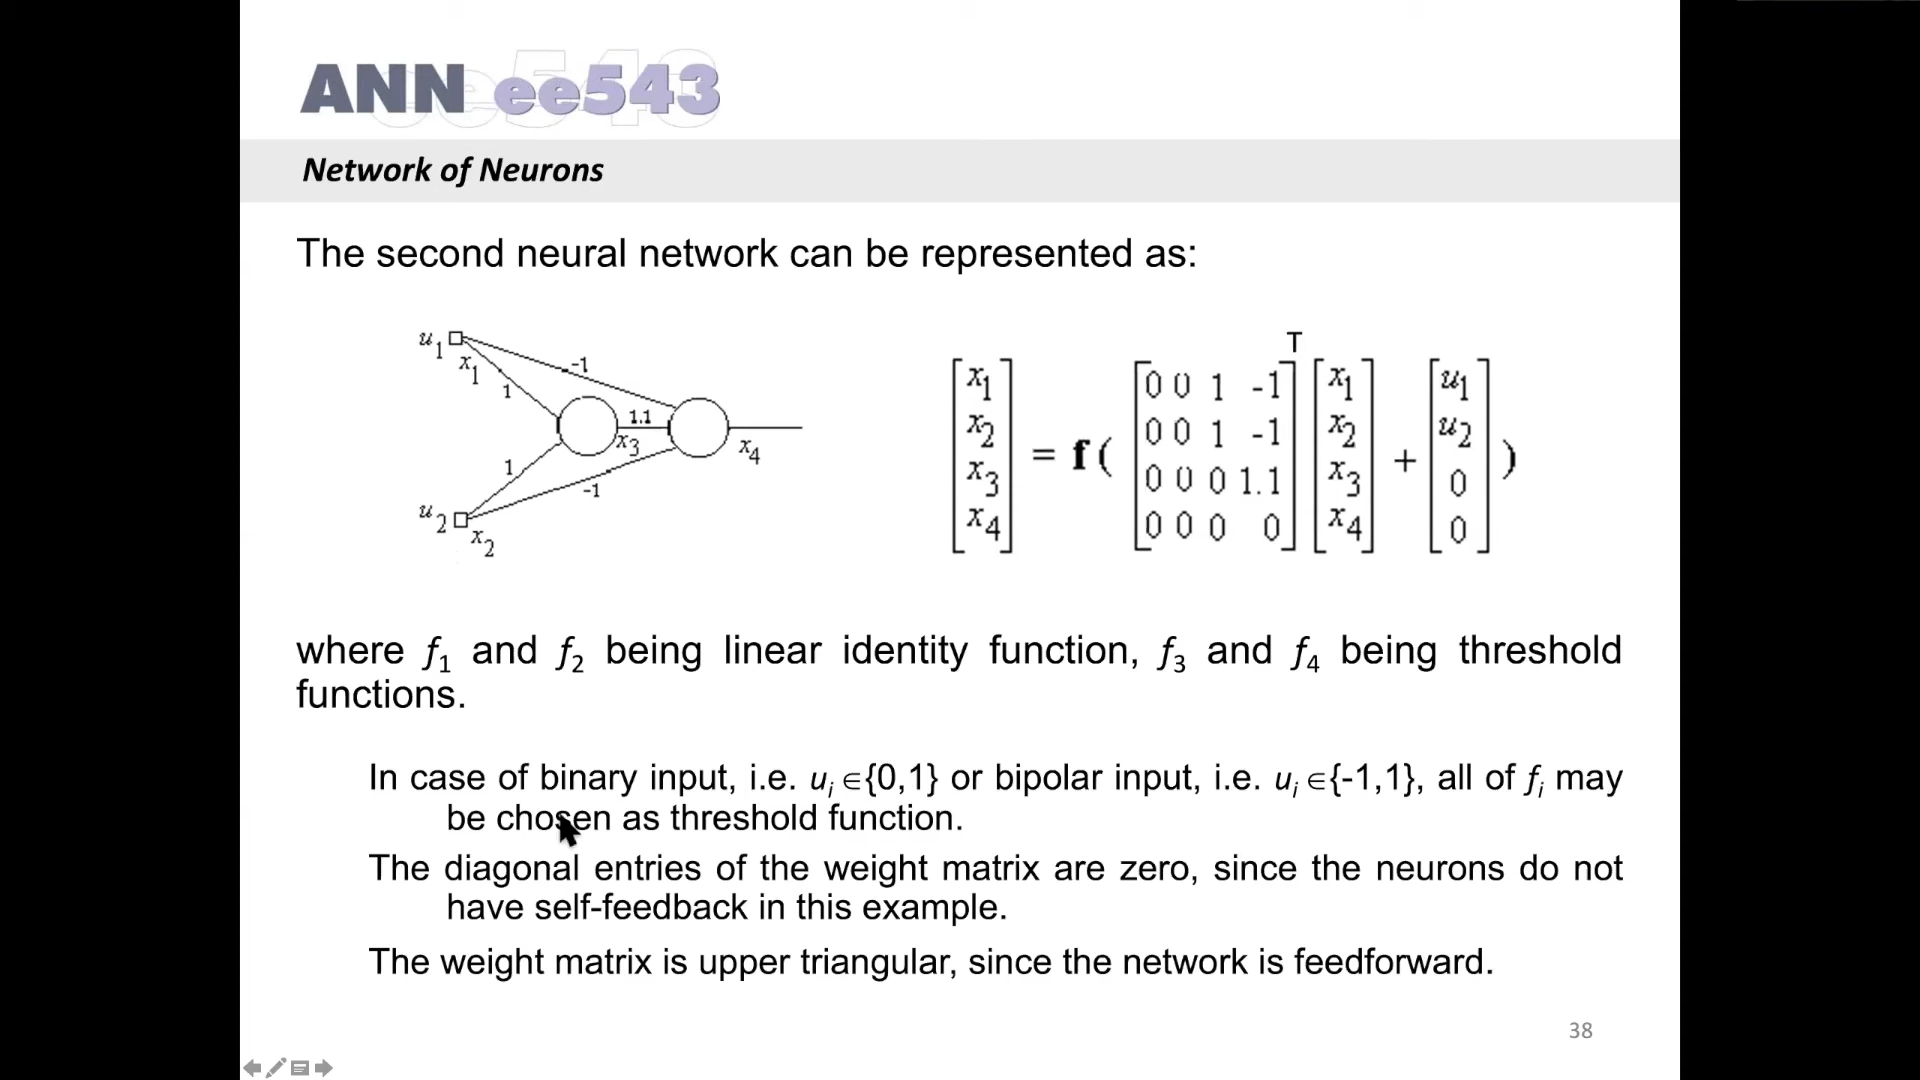 ANN ee543
Network of Neurons
The second neural network can be represented as:
u1 x1 -1
1
1.1
x3 x4
1
-1
u2 x2
T
[x1 x2 x3 x4] = f ( [0 0 1 -1
0 0 1 -1
0 0 0 1.1
0 0 0 0] [x1 x2 x3 x4] + [u1 u2 0 0] )
where f1 and f2 being linear identity function, f3 and f4 being threshold
functions.
In case of binary input, i.e. ui ∈{0,1} or bipolar input, i.e. ui ∈{-1,1}, all of fi may
be chosen as threshold function.
The diagonal entries of the weight matrix are zero, since the neurons do not
have self-feedback in this example.
The weight matrix is upper triangular, since the network is feedforward.
38